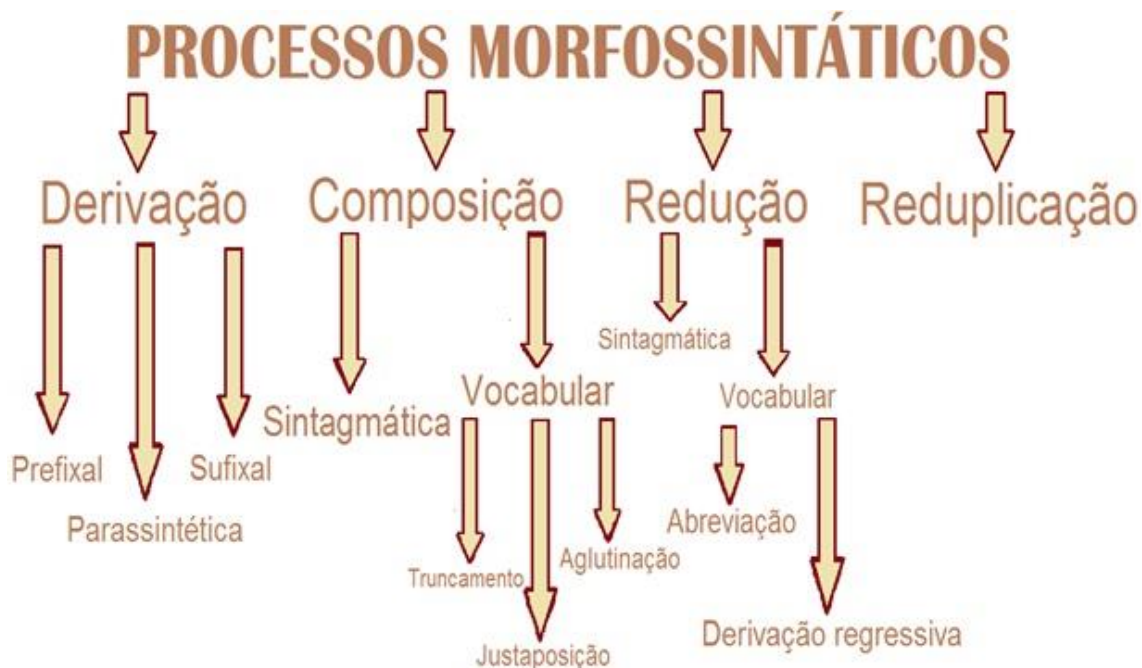 PROCESSOS MORFOSSINTÁTICOS
Derivação
Composição
Redução
Reduplicação
Sintagmática
Vocabular
Vocabular
Sintagmática
Prefixal
Sufixal
Parassintética
Abreviação
Truncamento
Aglutinação
Justaposição
Derivação regressiva